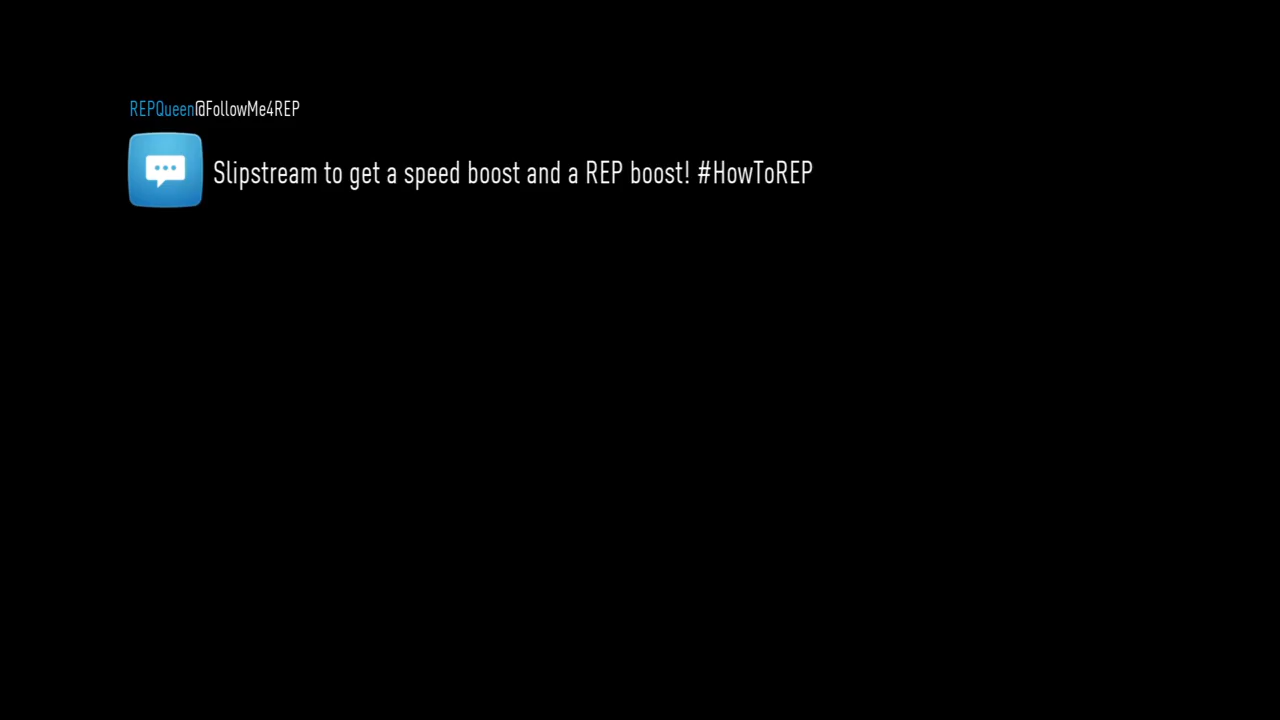 REPQueen@FollowMe4REP
Slipstream to get a speed boost and a REP boost! #HowToREP